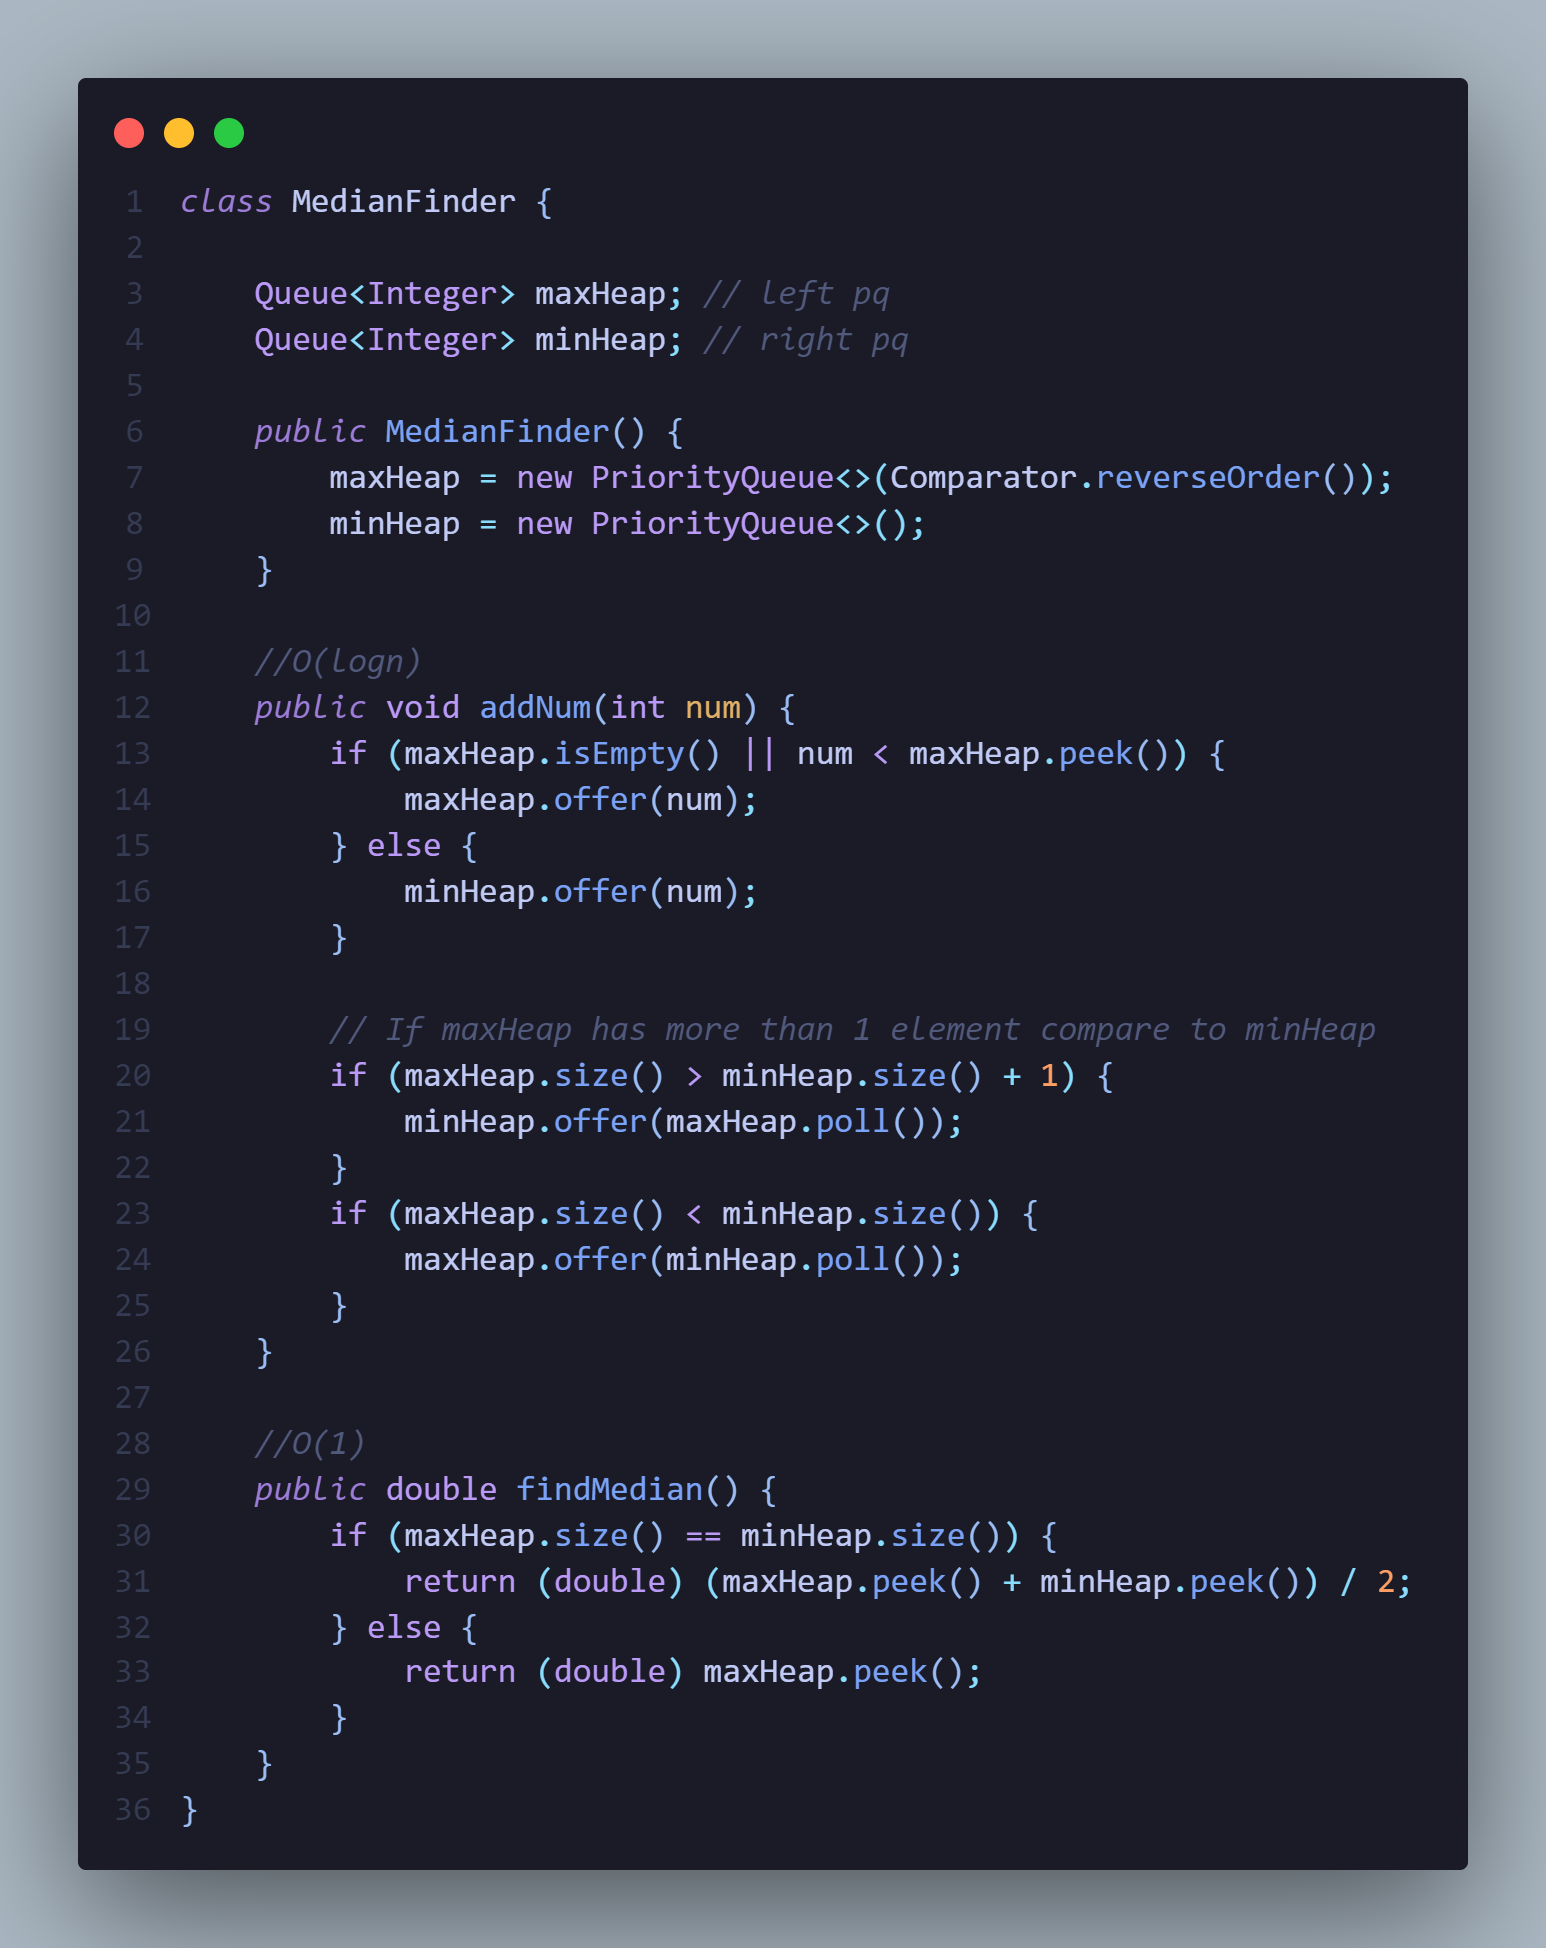 1 class MedianFinder {
2
3     Queue<Integer> maxHeap; // left pq
4     Queue<Integer> minHeap; // right pq
5
6     public MedianFinder() {
7         maxHeap = new PriorityQueue<>(Comparator.reverseOrder());
8         minHeap = new PriorityQueue<>();
9     }
10
11     //O(logn)
12     public void addNum(int num) {
13         if (maxHeap.isEmpty() || num < maxHeap.peek()) {
14             maxHeap.offer(num);
15         } else {
16             minHeap.offer(num);
17         }
18
19         // If maxHeap has more than 1 element compare to minHeap
20         if (maxHeap.size() > minHeap.size() + 1) {
21             minHeap.offer(maxHeap.poll());
22         }
23         if (maxHeap.size() < minHeap.size()) {
24             maxHeap.offer(minHeap.poll());
25         }
26     }
27
28     //O(1)
29     public double findMedian() {
30         if (maxHeap.size() == minHeap.size()) {
31             return (double) (maxHeap.peek() + minHeap.peek()) / 2;
32         } else {
33             return (double) maxHeap.peek();
34         }
35     }
36 }